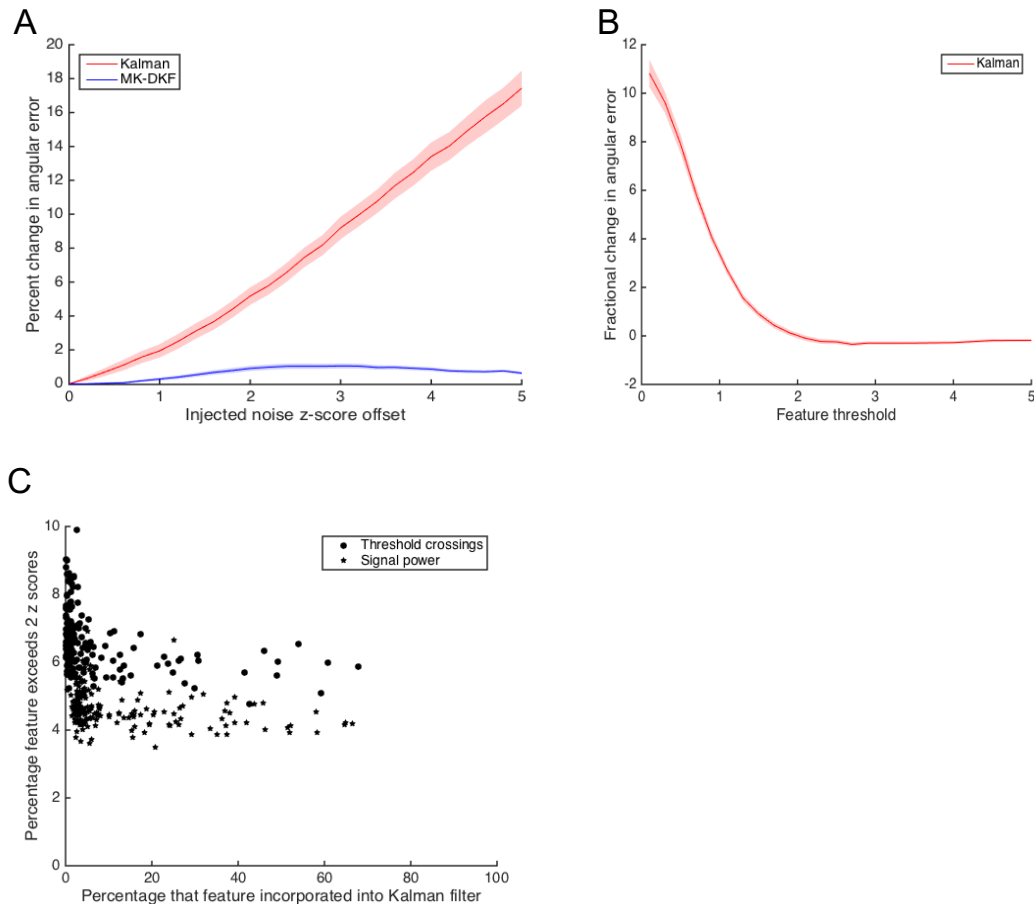 A
Percent change in angular error
20
18
16
14
12
10
8
6
4
2
0
Kalman
MK-DKF
0 1 2 3 4 5
Injected noise z-score offset
B
Fractional change in angular error
12
10
8
6
4
2
0
-2
Kalman
0 1 2 3 4 5
Feature threshold
C
Percentage feature exceeds 2 z scores
10
8
6
4
2
0
Threshold crossings
Signal power
0 20 40 60 80 100
Percentage that feature incorporated into Kalman filter